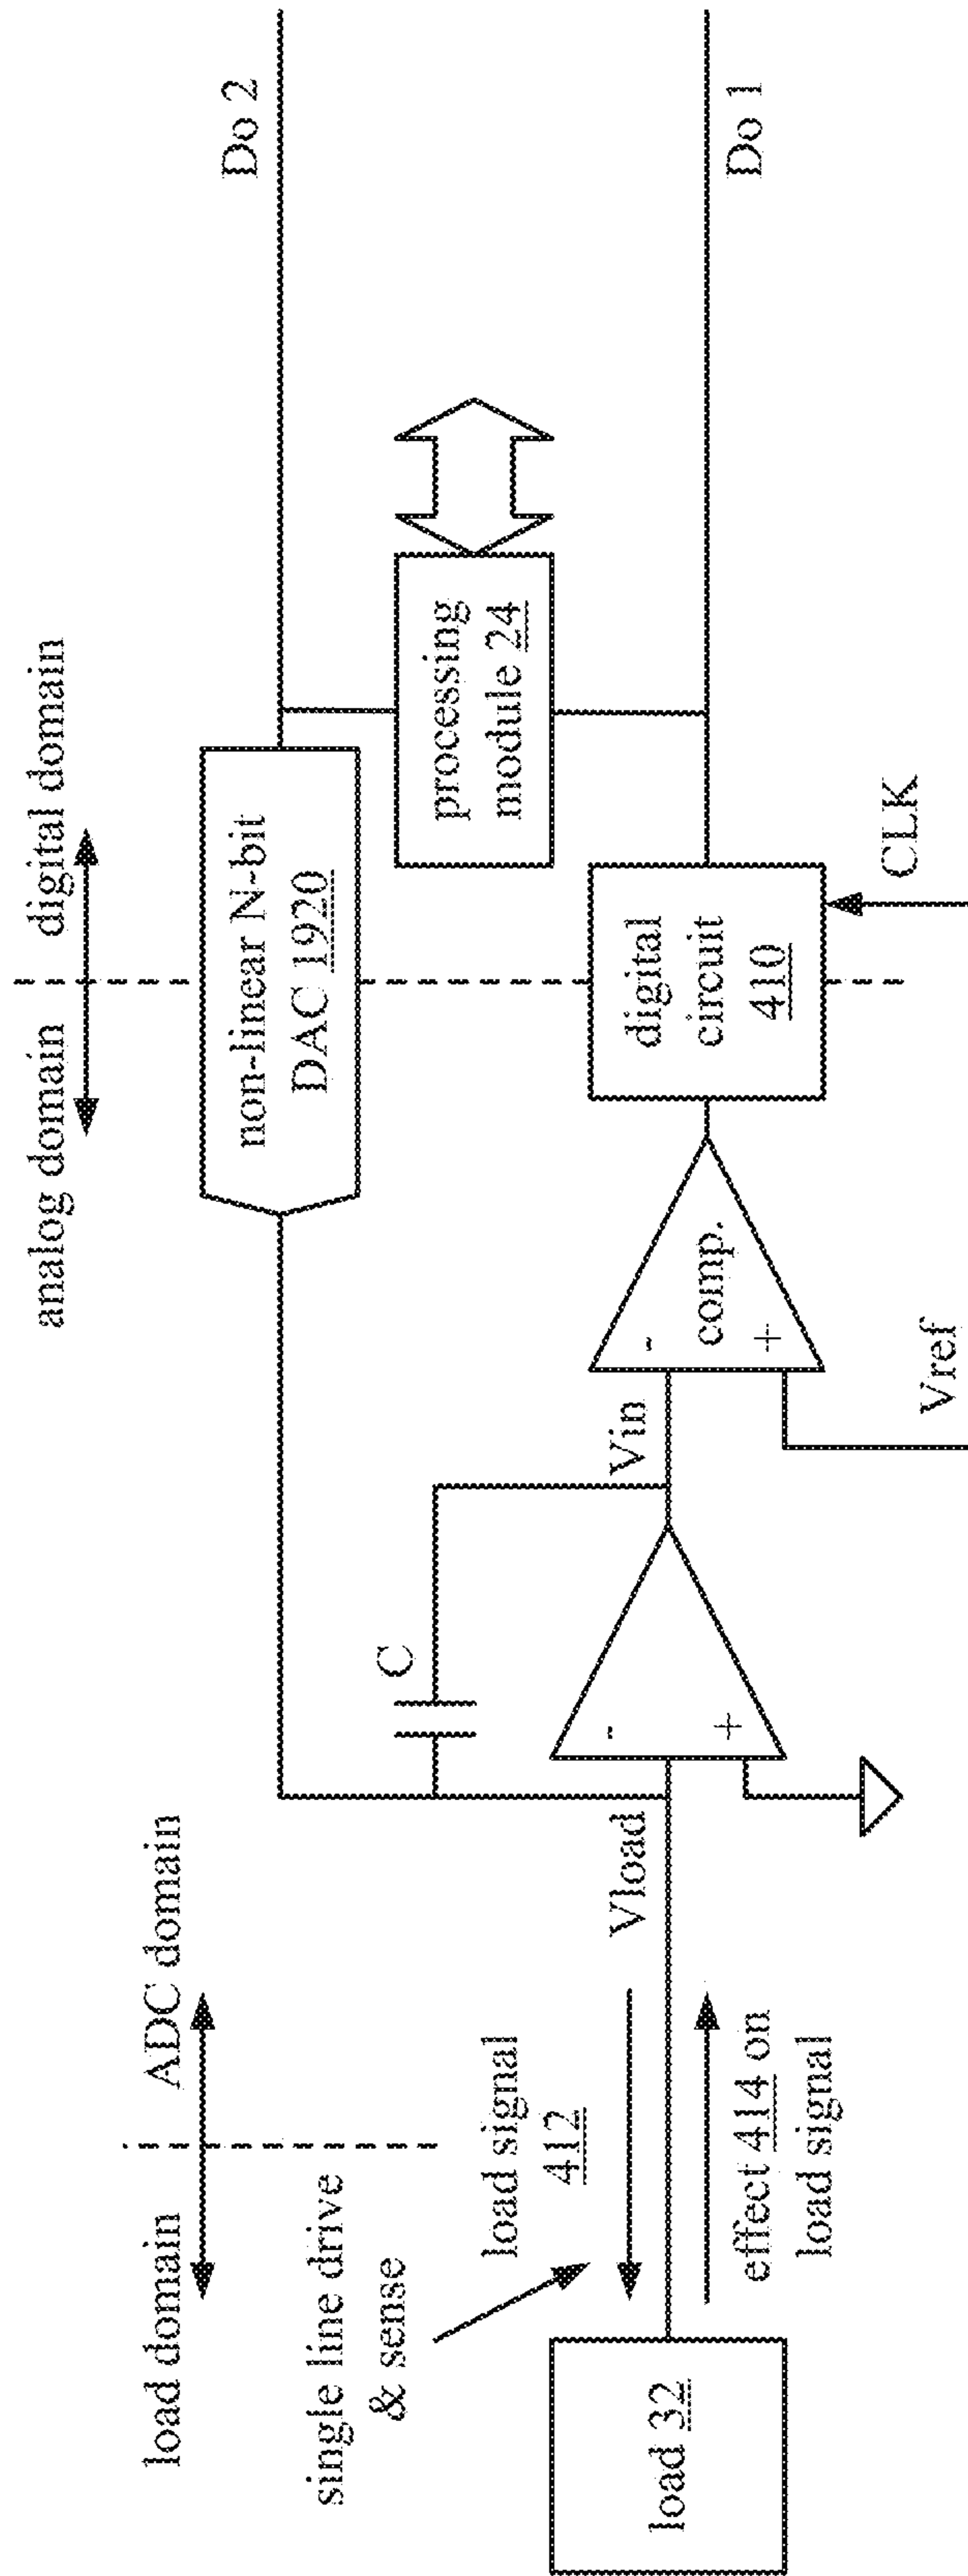 analog domain
digital domain
load domain
ADC domain
non-linear N-bit
DAC 1920
Do 2
single line drive
& sense
C
processing
module 24
load signal
412
Vload
Vin
-
+
-
comp.
+
digital
circuit
410
Do 1
load 32
effect 414 on
load signal
CLK
Vref